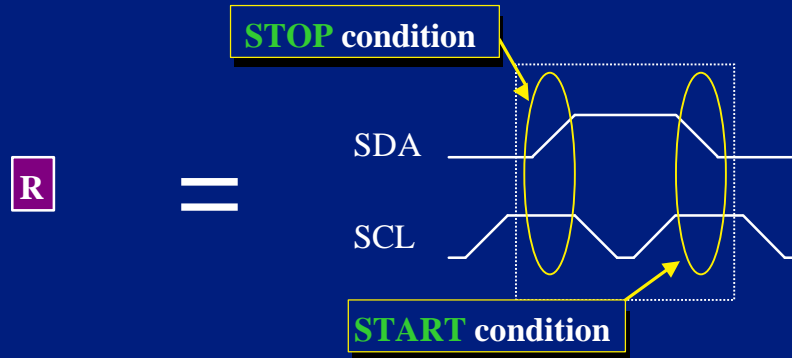 STOP condition
SDA
R
=
SCL
START condition